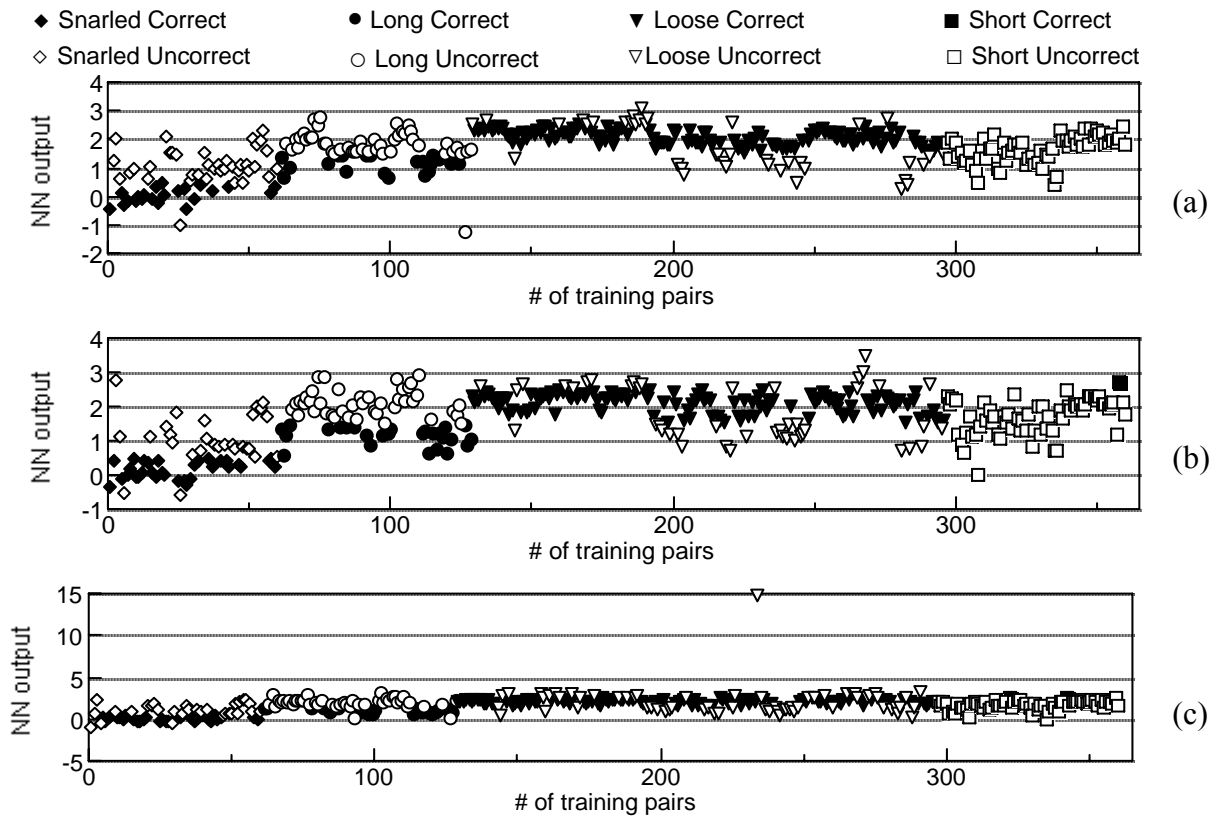 Snarled Correct Long Correct Loose Correct Short Correct
Snarled Uncorrect Long Uncorrect Loose Uncorrect Short Uncorrect
4
3
2
1
0
-1
-2
NN output
0 100 200 300
# of training pairs
(a)
4
3
2
1
0
-1
NN output
0 100 200 300
# of training pairs
(b)
15
10
5
0
-5
NN output
0 100 200 300
# of training pairs
(c)